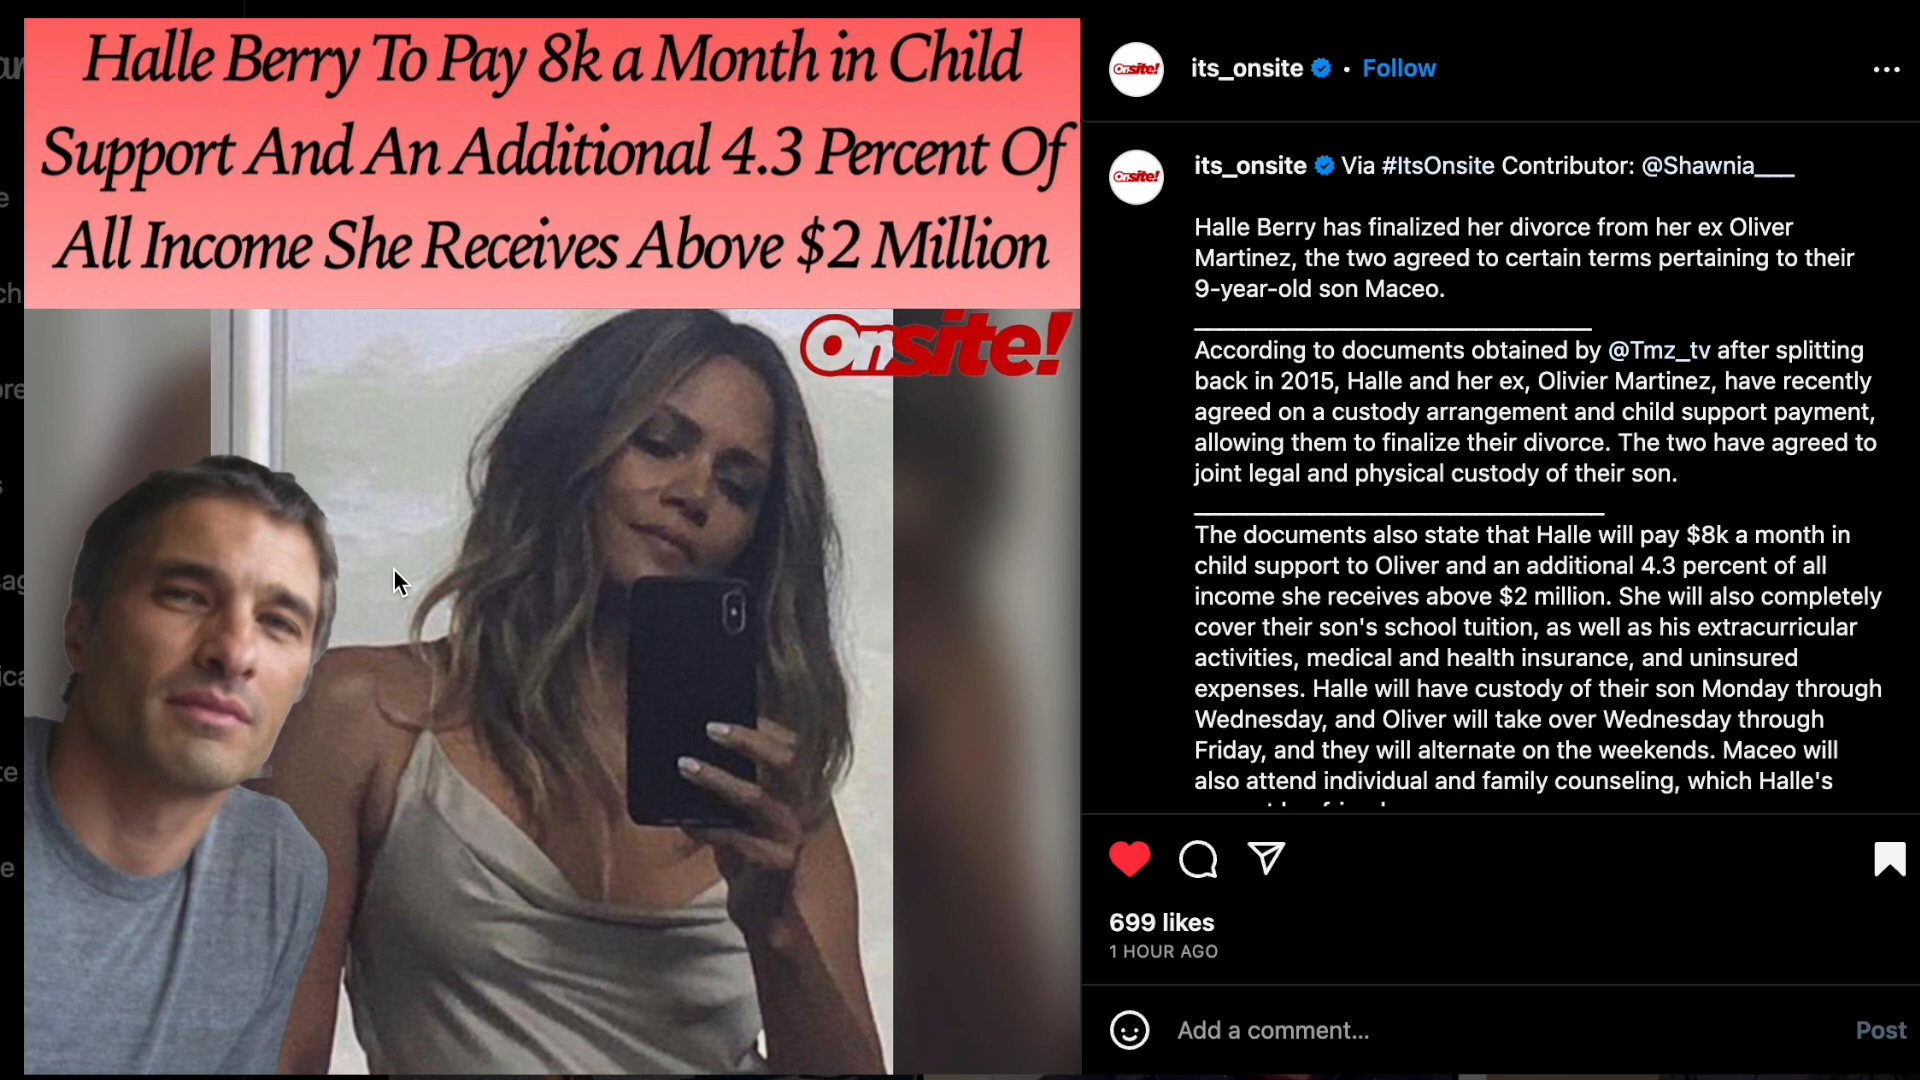 Halle Berry To Pay 8k a Month in Child
Support And An Additional 4.3 Percent Of
All Income She Receives Above $2 Million
Onsite!
Onsite!
its_onsite • Follow
Onsite!
its_onsite Via #ItsOnsite Contributor: @Shawnia___
Halle Berry has finalized her divorce from her ex Oliver
Martinez, the two agreed to certain terms pertaining to their
9-year-old son Maceo.
According to documents obtained by @Tmz_tv after splitting
back in 2015, Halle and her ex, Olivier Martinez, have recently
agreed on a custody arrangement and child support payment,
allowing them to finalize their divorce. The two have agreed to
joint legal and physical custody of their son.
The documents also state that Halle will pay $8k a month in
child support to Oliver and an additional 4.3 percent of all
income she receives above $2 million. She will also completely
cover their son's school tuition, as well as his extracurricular
activities, medical and health insurance, and uninsured
expenses. Halle will have custody of their son Monday through
Wednesday, and Oliver will take over Wednesday through
Friday, and they will alternate on the weekends. Maceo will
also attend individual and family counseling, which Halle's
699 likes
1 HOUR AGO
Add a comment...
Post